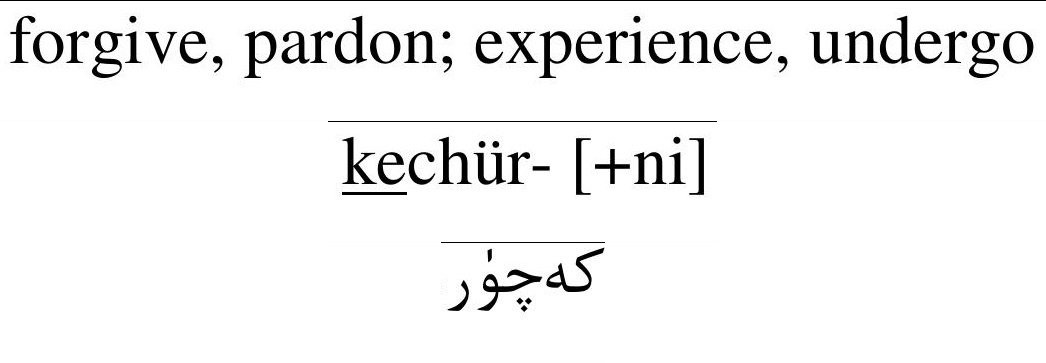 forgive, pardon; experience, undergo
kechür- [+ni]
كەچۈر